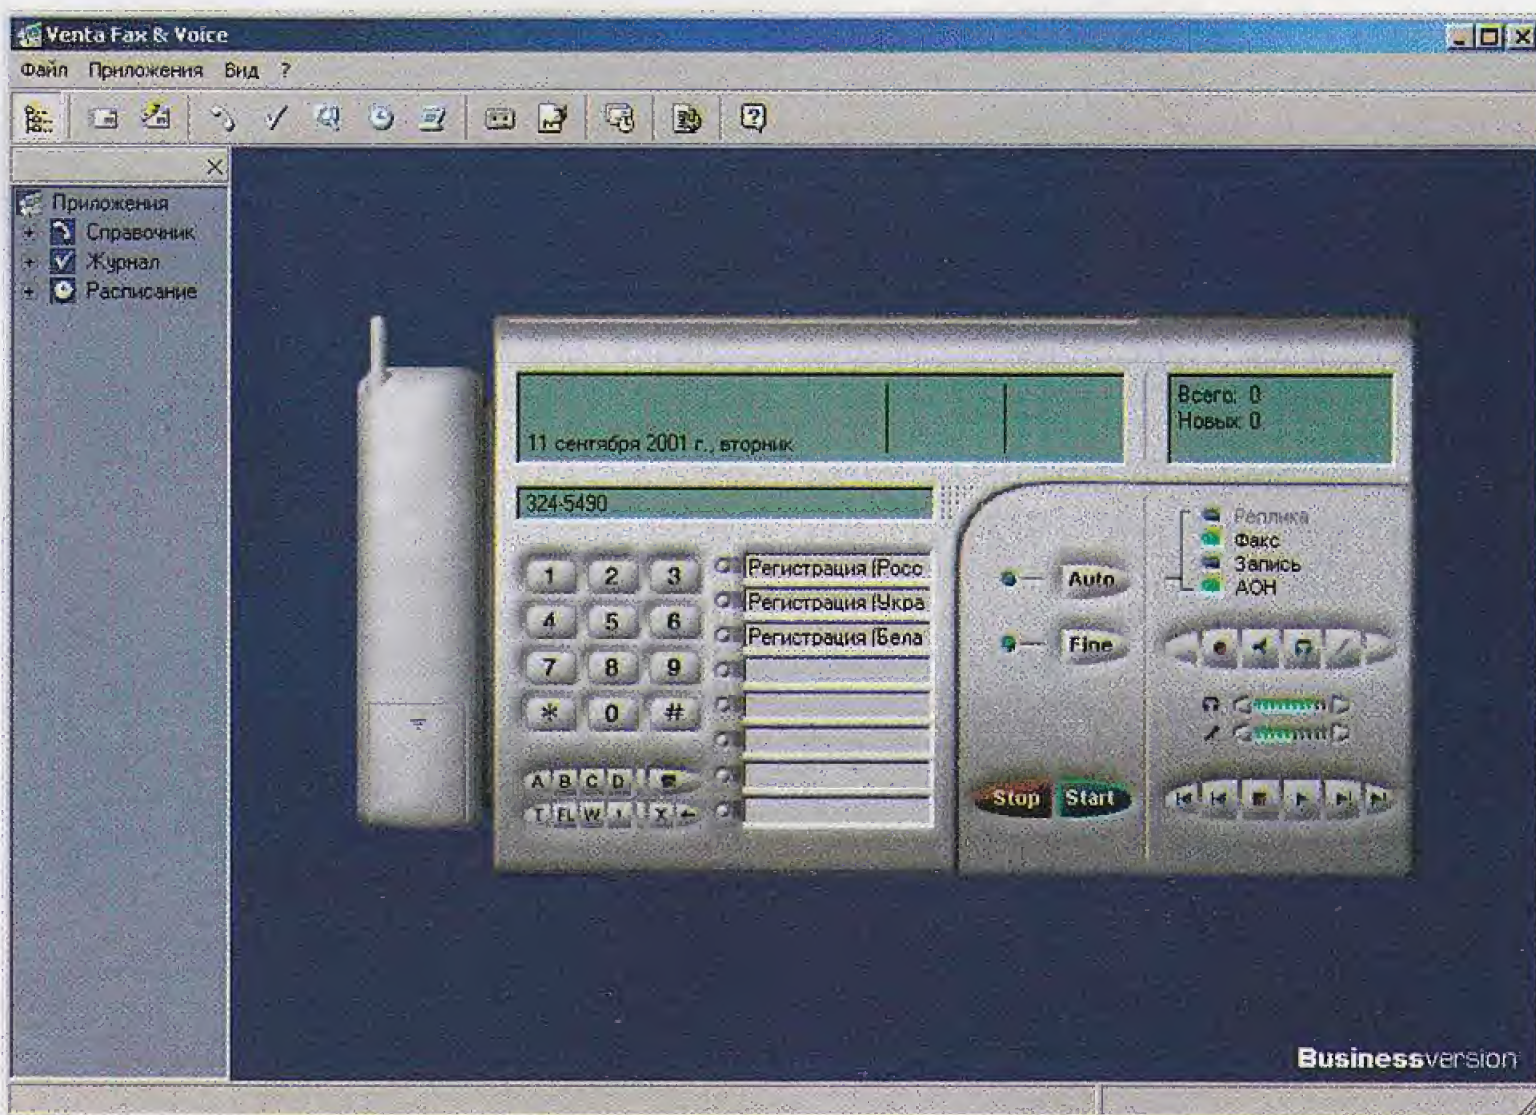 Venta Fax & Voice
Файл Приложения Вид ?
Приложения
Справочник
Журнал
Расписание
11 сентября 2001 г., вторник
Всего: 0
Новых: 0
324-5490
1 2 3
4 5 6
7 8 9
* 0 #
A B C D
T FL W , X ←
Регистрация (Росс
Регистрация (Укра
Регистрация (Бела
Auto
Fine
Реплика
Факс
Запись
АОН
Stop Start
Businessversion